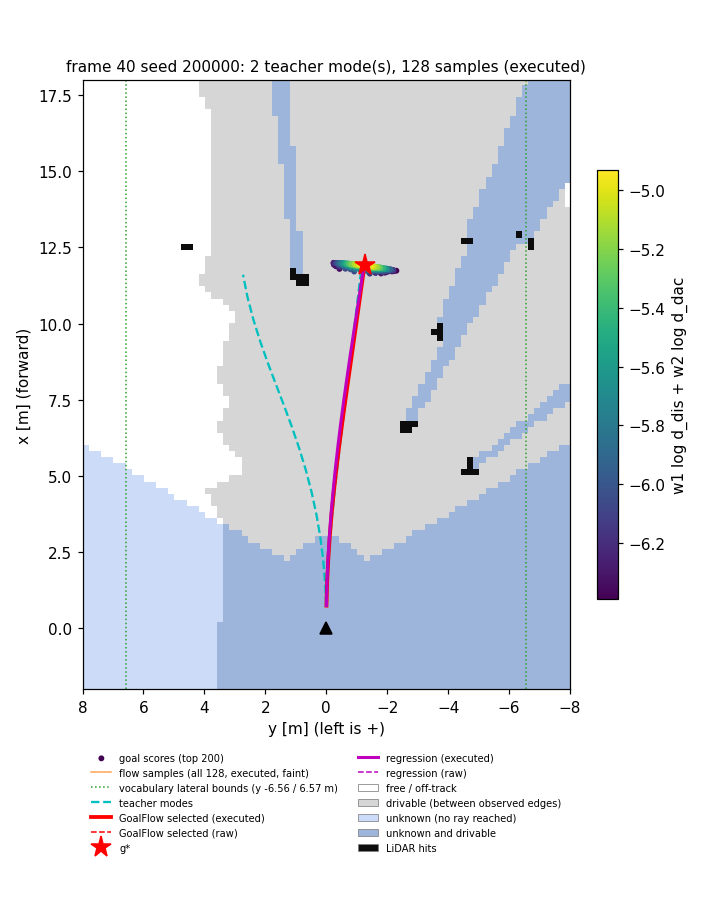 frame 40 seed 200000: 2 teacher mode(s), 128 samples (executed)
17.5
15.0
12.5
10.0
7.5
5.0
2.5
0.0
x [m] (forward)
8 6 4 2 0 −2 −4 −6 −8
y [m] (left is +)
−5.0
−5.2
−5.4
−5.6
−5.8
−6.0
−6.2
w1 log d_dis + w2 log d_dac
goal scores (top 200)
flow samples (all 128, executed, faint)
vocabulary lateral bounds (y -6.56 / 6.57 m)
teacher modes
GoalFlow selected (executed)
GoalFlow selected (raw)
g*
regression (executed)
regression (raw)
free / off-track
drivable (between observed edges)
unknown (no ray reached)
unknown and drivable
LiDAR hits